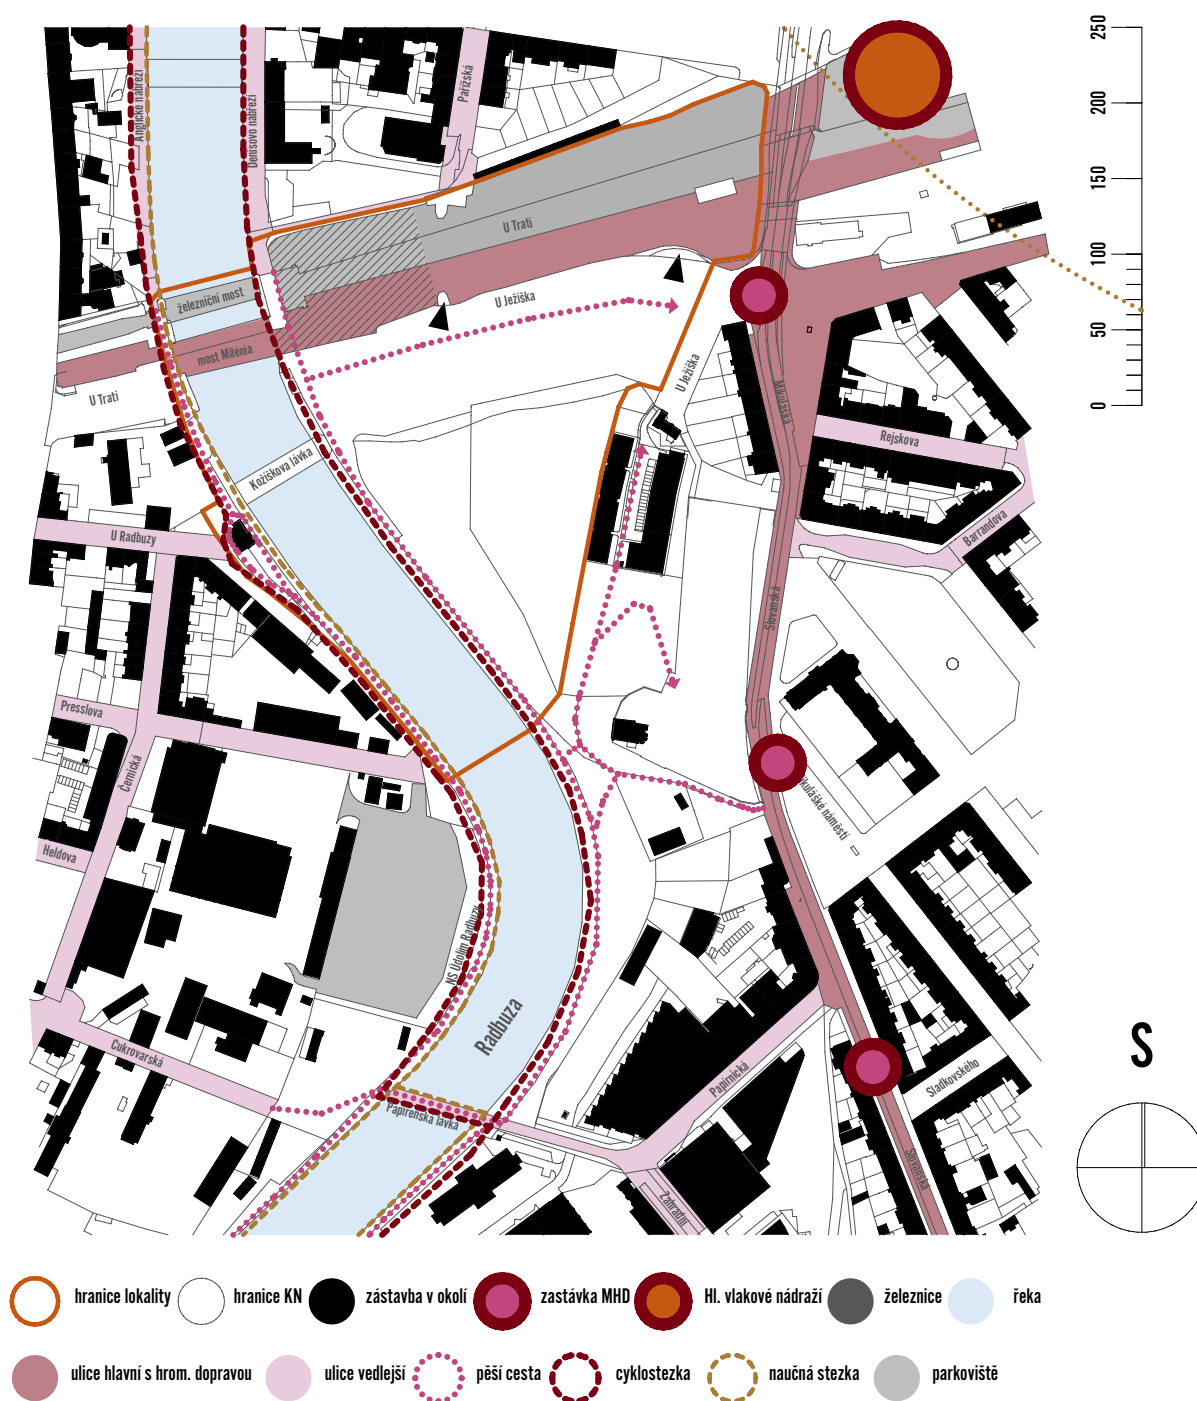 250
200
150
100
50
0
Anglické nábřeží
Denisovo nábřeží
Pařížská
U Trati
U Ježíška
železniční most
most Milénia
U Trati
U Ježíška
Mikulášská
Rejskova
Kožíškova lávka
Barrandova
U Radbuzy
Slovanská
Presslova
Černická
Mikulášské náměstí
Heldova
NS Údolím Radbuzy
Radbuza
S
Cukrovarská
Papírnická
Sladkovského
Papírenská lávka
Slovanská
Zahradní
hranice lokality
hranice KN
zástavba v okolí
zastávka MHD
Hl. vlakové nádraží
železnice
řeka
ulice hlavní s hrom. dopravou
ulice vedlejší
pěší cesta
cyklostezka
naučná stezka
parkoviště